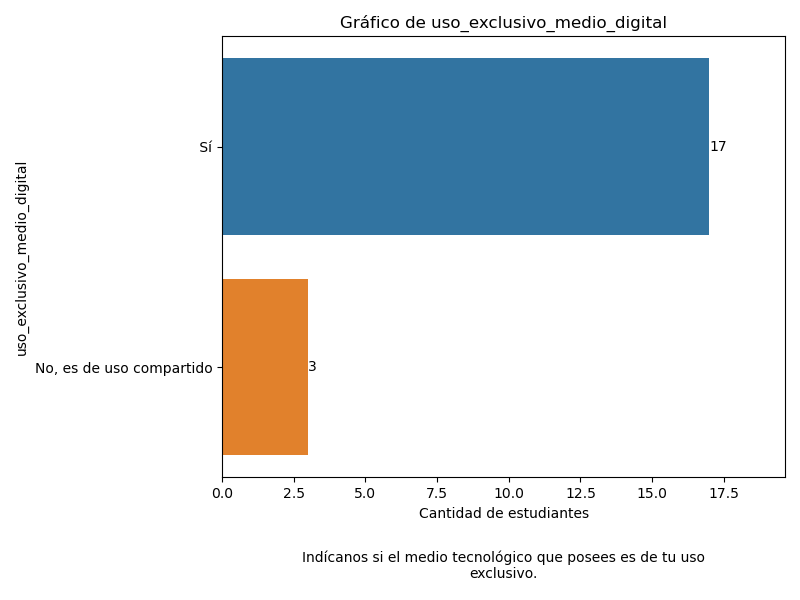 Gráfico de uso_exclusivo_medio_digital
uso_exclusivo_medio_digital
Sí
17
No, es de uso compartido
3
0.0 2.5 5.0 7.5 10.0 12.5 15.0 17.5
Cantidad de estudiantes
Indícanos si el medio tecnológico que posees es de tu uso
exclusivo.